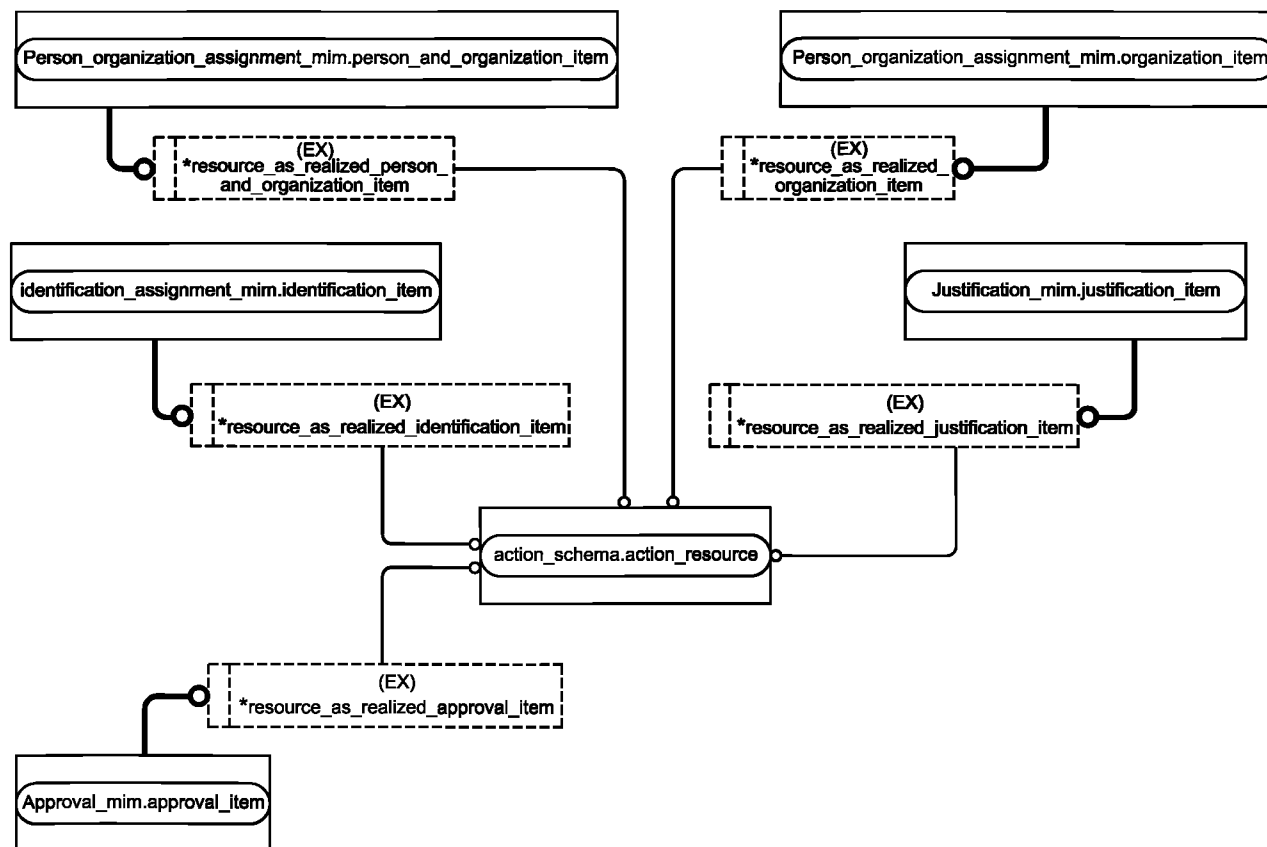 Person_organization_assignment_mim.person_and_organization_item
Person_organization_assignment_mim.organization_item
(EX)
*resource_as_realized_person_
and_organization_item
(EX)
*resource_as_realized_
organization_item
identification_assignment_mim.identification_item
Justification_mim.justification_item
(EX)
*resource_as_realized_identification_item
(EX)
*resource_as_realized_justification_item
action_schema.action_resource
(EX)
*resource_as_realized_approval_item
Approval_mim.approval_item